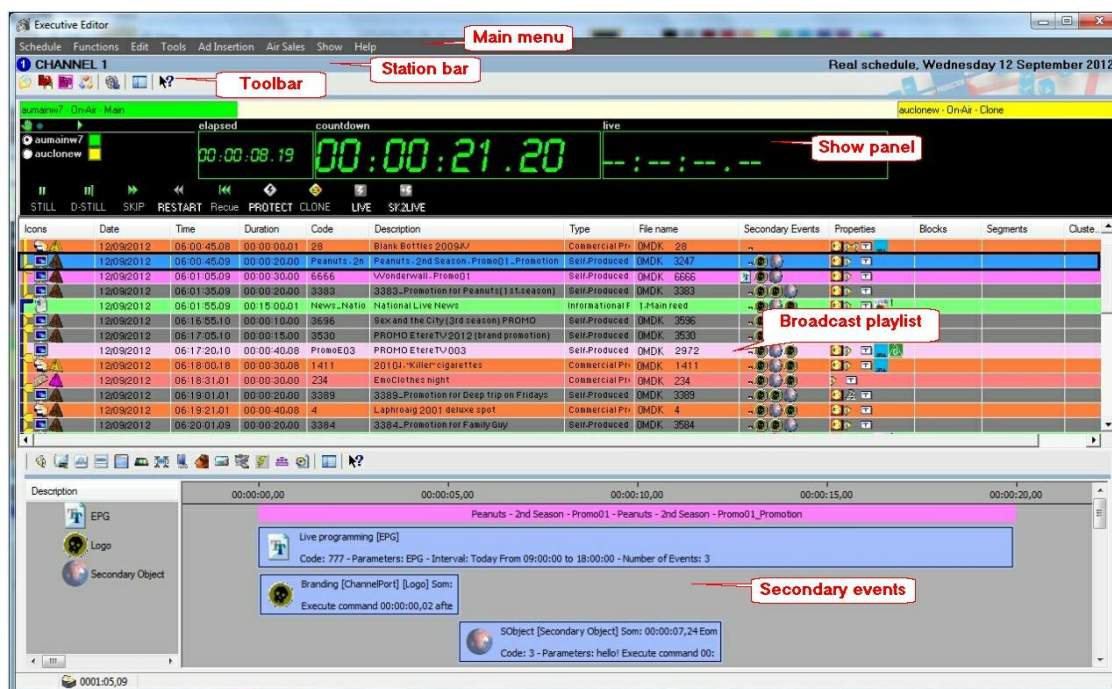 Executive Editor
Schedule Functions Edit Tools Ad Insertion Air Sales Show Help
Main menu
1 CHANNEL 1
Station bar
Real schedule, Wednesday 12 September 2012
Toolbar
aumainw7 - On-Air - Main
auclonew - On-Air - Clone
elapsed countdown live
aumainw7
auclonew
00:00:08.19
00:00:21.20
--:--:--.--
Show panel
STILL D-STILL SKIP RESTART Recue PROTECT CLONE LIVE SK2LIVE
Icons Date Time Duration Code Description Type File name Secondary Events Properties Blocks Segments Cluste...
12/09/2012 06:00:45.08 00:00:00.01 28 Blank Bottles 2009AV Commercial Pr 0MDK 28
12/09/2012 06:00:45.09 00:00:20.00 Peanuts - 2n Peanuts - 2nd Season - Promo01_Promotion Self-Produced 0MDK 3247
12/09/2012 06:01:05.09 00:00:30.00 6666 Wonderwall - Promo01 Self-Produced 0MDK 6666
12/09/2012 06:01:35.09 00:00:20.00 3383 3383_Promotion for Peanuts(1st.season) Self-Produced 0MDK 3383
12/09/2012 06:01:55.09 00:15:00.01 News_Natio National Live News Informational F 1-Main reed
12/09/2012 06:16:55.10 00:00:10.00 3696 Sex and the City (3rd season) PROMO Self-Produced 0MDK 3596
12/09/2012 06:17:05.10 00:00:15.00 3530 PROMO EtereTV 2012 (brand promotion) Self-Produced 0MDK 3530
Broadcast playlist
12/09/2012 06:17:20.10 00:00:40.08 PromoE03 PROMO EtereTV 003 Self-Produced 0MDK 2972
12/09/2012 06:18:00.18 00:00:30.08 1411 "Killer" cigarettes Commercial Pr 0MDK 1411
12/09/2012 06:18:31.01 00:00:30.00 234 EmoClothes night Commercial Pr 0MDK 234
12/09/2012 06:19:01.01 00:00:20.00 3389 3389_Promotion for Deep trip on Fridays Self-Produced 0MDK 3389
12/09/2012 06:19:21.01 00:00:40.08 4 Laphroaig 2001 deluxe spot Commercial Pr 0MDK 4
12/09/2012 06:20:01.09 00:00:20.00 3384 3384_Promotion for Family Guy Self-Produced 0MDK 3584
Description
00:00:00,00 00:00:05,00 00:00:10,00 00:00:15,00 00:00:20,00
Peanuts - 2nd Season - Promo01 - Peanuts - 2nd Season - Promo01_Promotion
EPG
Live programming [EPG]
Code: 777 - Parameters: EPG - Interval: Today From 09:00:00 to 18:00:00 - Number of Events: 3
Logo
Branding [ChannelPort] [Logo] Som:
Execute command 00:00:00,02 afte
Secondary Object
Secondary events
SObject [Secondary Object] Som: 00:00:07,24 Eom
Code: 3 - Parameters: hello! Execute command 00:
0001:05,09